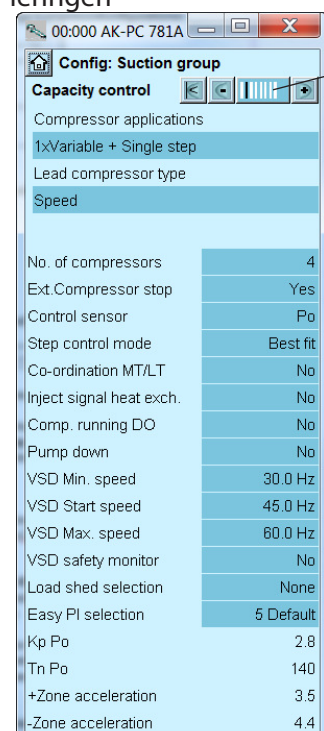 leringen
00:000 AK-PC 781A
Config: Suction group
Capacity control
Compressor applications
1xVariable + Single step
Lead compressor type
Speed
No. of compressors 4
Ext.Compressor stop Yes
Control sensor Po
Step control mode Best fit
Co-ordination MT/LT No
Inject signal heat exch. No
Comp. running DO No
Pump down No
VSD Min. speed 30.0 Hz
VSD Start speed 45.0 Hz
VSD Max. speed 60.0 Hz
VSD safety monitor No
Load shed selection None
Easy PI selection 5 Default
Kp Po 2.8
Tn Po 140
+Zone acceleration 3.5
-Zone acceleration 4.4